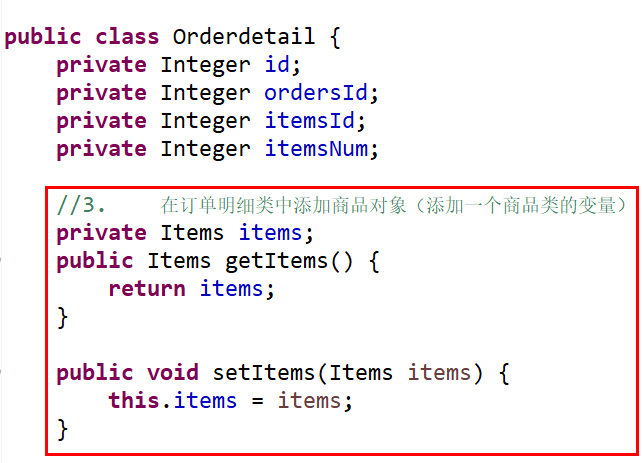 public class Orderdetail {
    private Integer id;
    private Integer ordersId;
    private Integer itemsId;
    private Integer itemsNum;
    //3.    在订单明细类中添加商品对象（添加一个商品类的变量）
    private Items items;
    public Items getItems() {
        return items;
    }
    public void setItems(Items items) {
        this.items = items;
    }